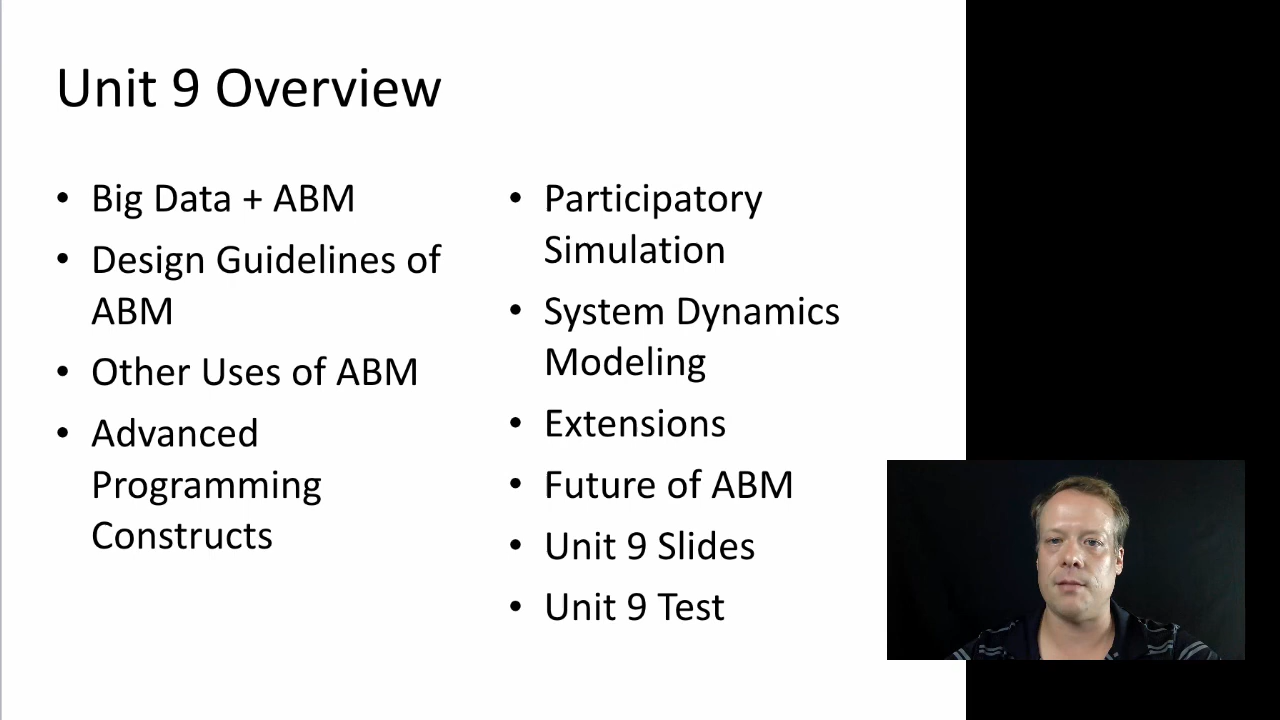 Unit 9 Overview
• Big Data + ABM
• Design Guidelines of
ABM
• Other Uses of ABM
• Advanced
Programming
Constructs
• Participatory
Simulation
• System Dynamics
Modeling
• Extensions
• Future of ABM
• Unit 9 Slides
• Unit 9 Test